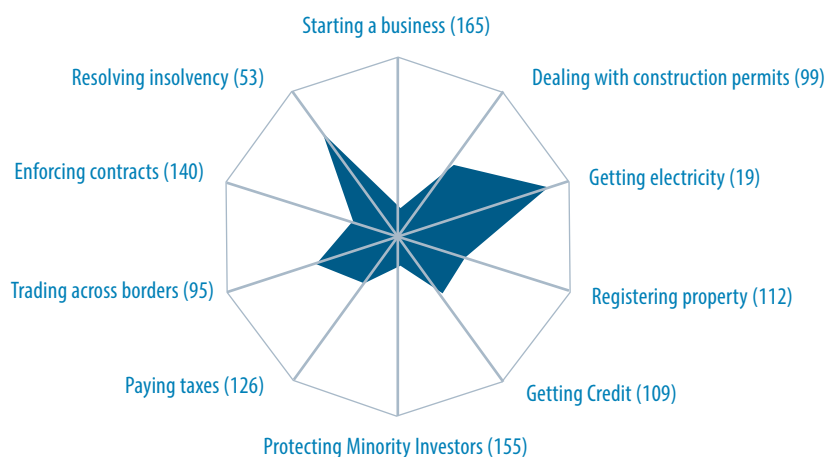 Starting a business (165)
Resolving insolvency (53)
Dealing with construction permits (99)
Enforcing contracts (140)
Getting electricity (19)
Trading across borders (95)
Registering property (112)
Paying taxes (126)
Getting Credit (109)
Protecting Minority Investors (155)